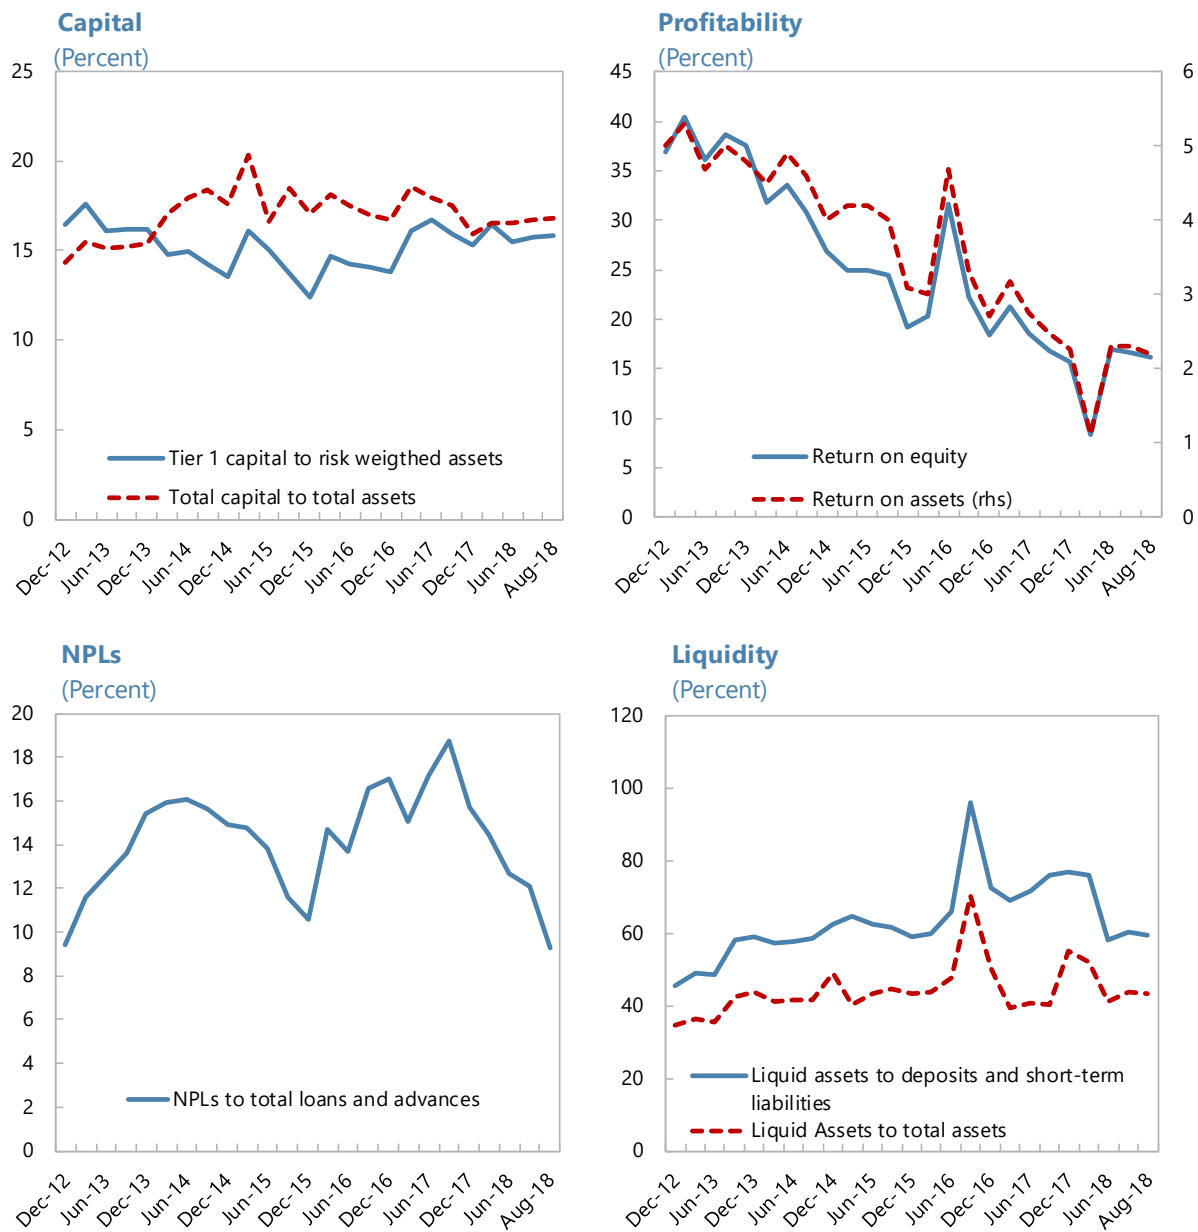 Capital
(Percent)
25
20
15
10
5
0
Tier 1 capital to risk weigthed assets
Total capital to total assets
Dec-12
Jun-13
Dec-13
Jun-14
Dec-14
Jun-15
Dec-15
Jun-16
Dec-16
Jun-17
Dec-17
Jun-18
Aug-18
Profitability
(Percent)
45
40
35
30
25
20
15
10
5
0
6
5
4
3
2
1
0
Return on equity
Return on assets (rhs)
Dec-12
Jun-13
Dec-13
Jun-14
Dec-14
Jun-15
Dec-15
Jun-16
Dec-16
Jun-17
Dec-17
Jun-18
Aug-18
NPLs
(Percent)
20
18
16
14
12
10
8
6
4
2
0
NPLs to total loans and advances
Dec-12
Jun-13
Dec-13
Jun-14
Dec-14
Jun-15
Dec-15
Jun-16
Dec-16
Jun-17
Dec-17
Jun-18
Aug-18
Liquidity
(Percent)
120
100
80
60
40
20
0
Liquid assets to deposits and short-term
liabilities
Liquid Assets to total assets
Dec-12
Jun-13
Dec-13
Jun-14
Dec-14
Jun-15
Dec-15
Jun-16
Dec-16
Jun-17
Dec-17
Jun-18
Aug-18